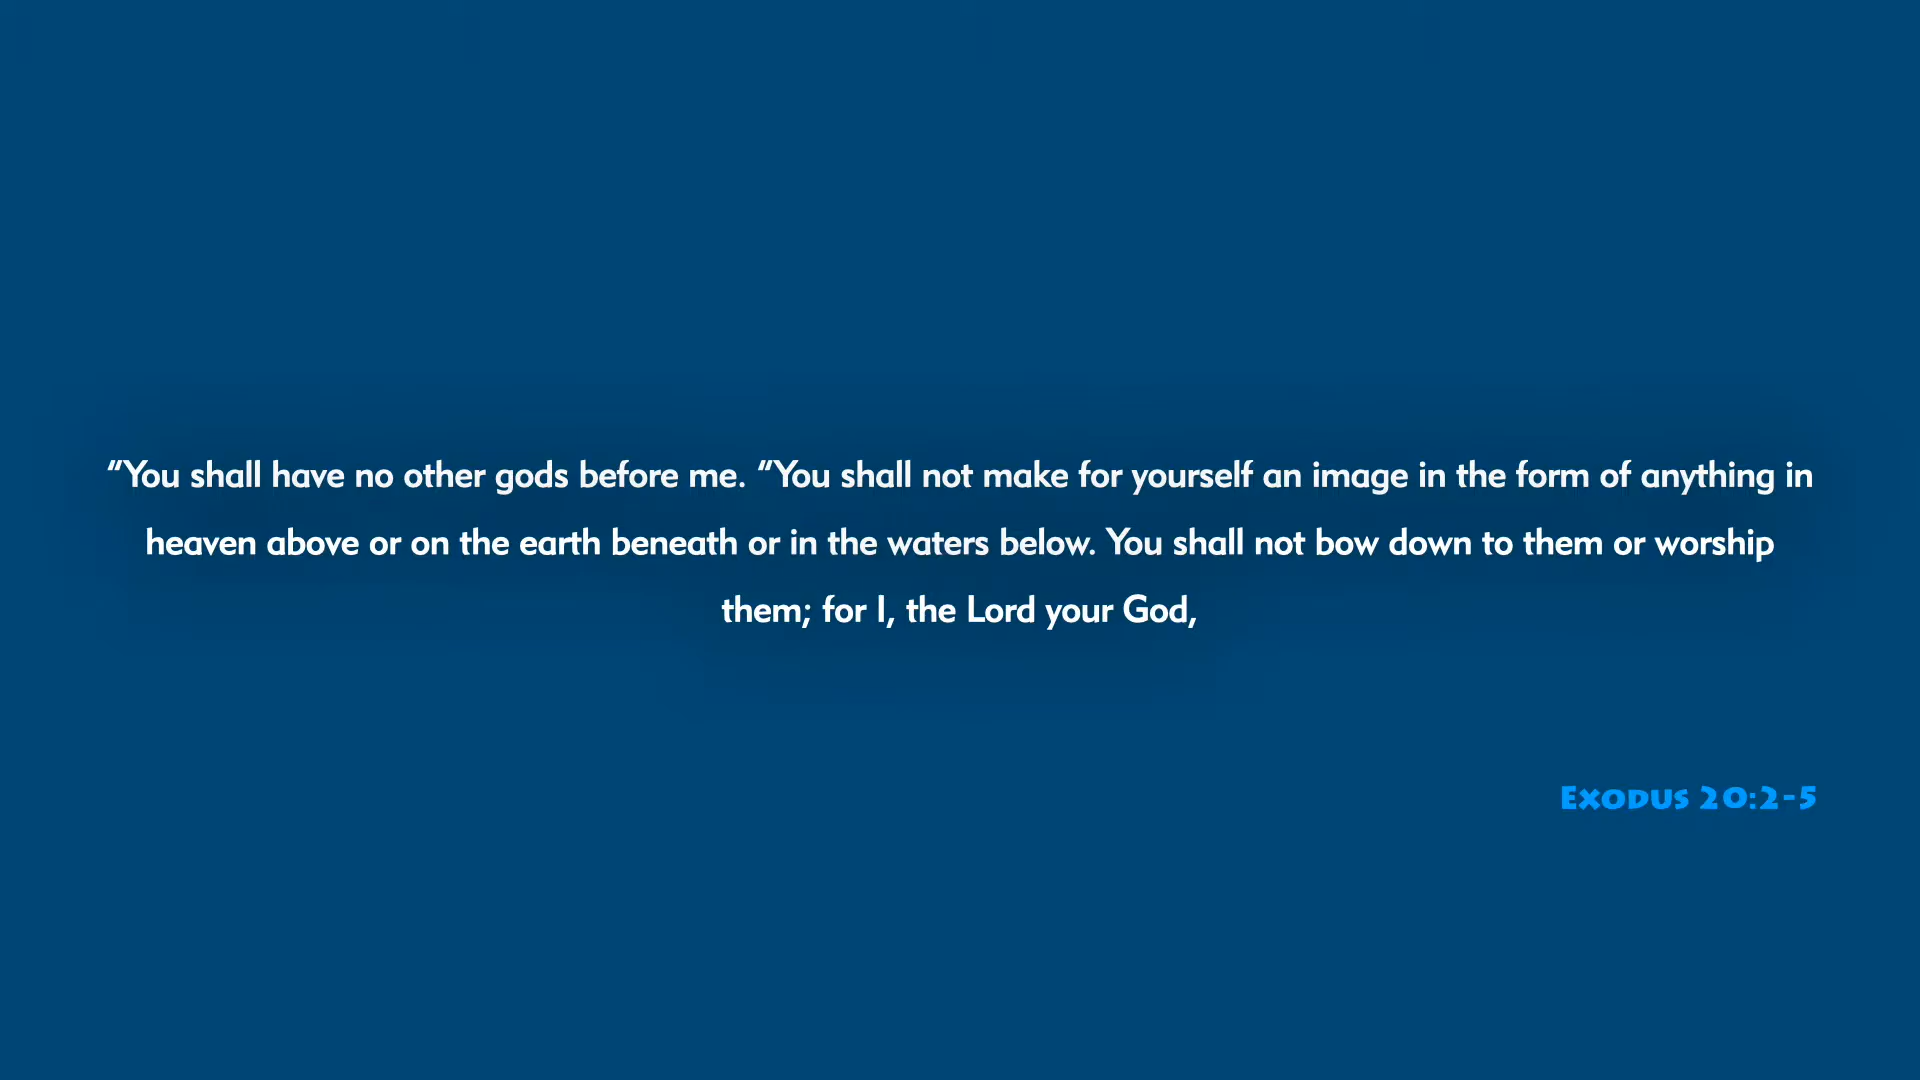 “You shall have no other gods before me. “You shall not make for yourself an image in the form of anything in
heaven above or on the earth beneath or in the waters below. You shall not bow down to them or worship
them; for I, the Lord your God,
Exodus 20:2-5